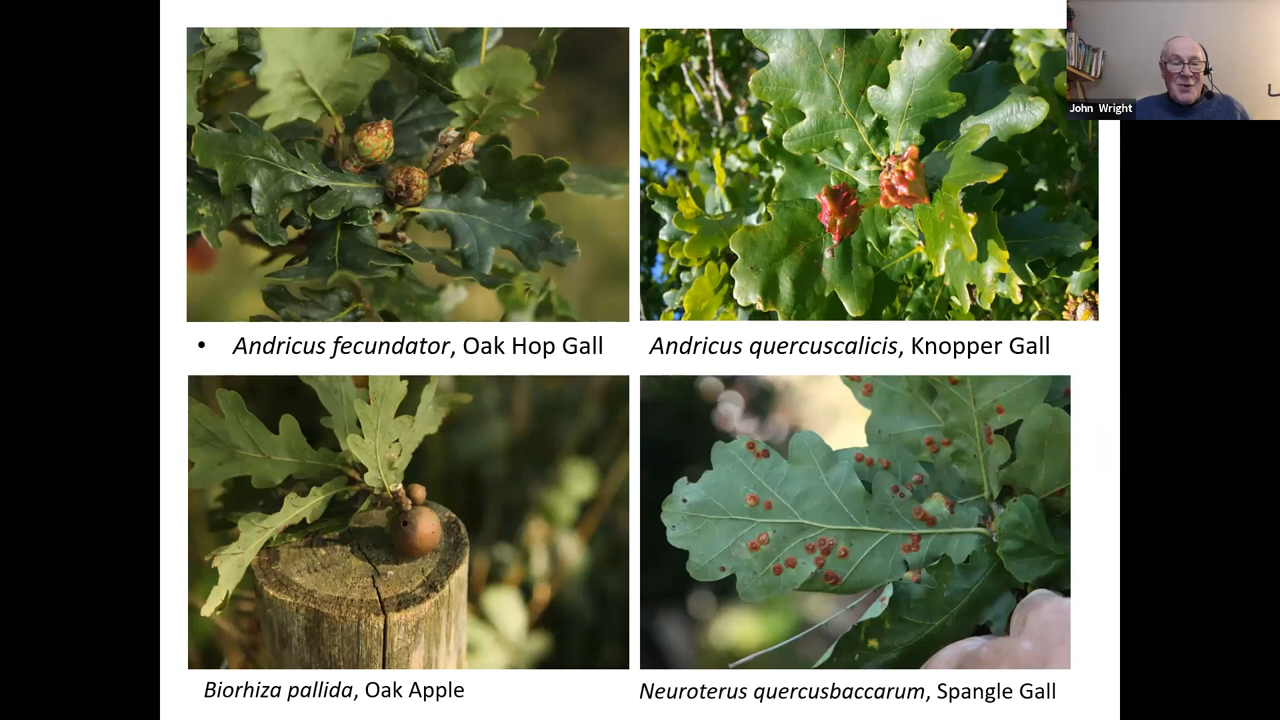 John Wright
• Andricus fecundator, Oak Hop Gall
Andricus quercuscalicis, Knopper Gall
Biorhiza pallida, Oak Apple
Neuroterus quercusbaccarum, Spangle Gall